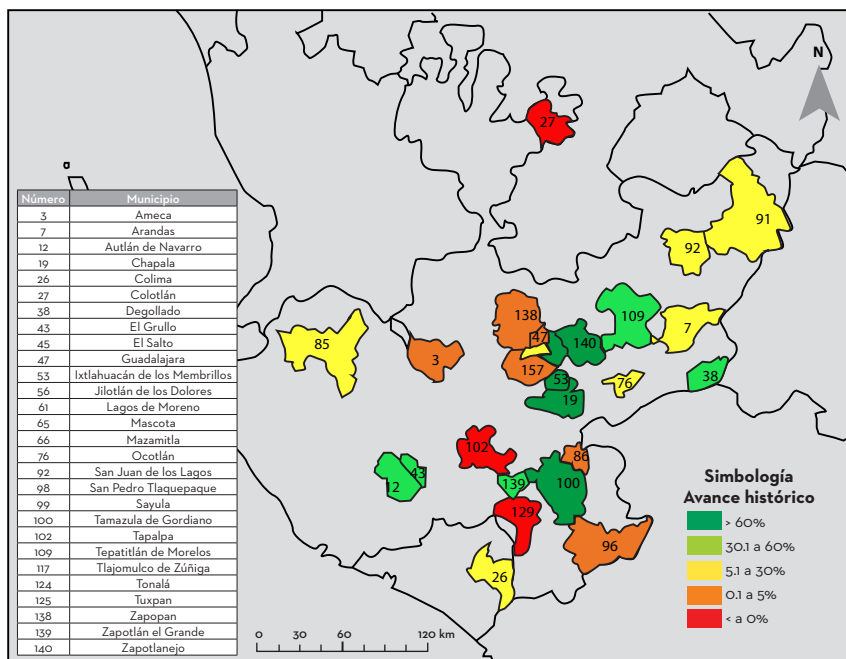 N
27
91
92
138
109
47
140
7
85
3
157
53
76
38
19
102
86
43
139
100
12
129
96
26
Número Municipio
3 Ameca
7 Arandas
12 Autlán de Navarro
19 Chapala
26 Colima
27 Colotlán
38 Degollado
43 El Grullo
45 El Salto
47 Guadalajara
53 Ixtlahuacán de los Membrillos
56 Jilotlán de los Dolores
61 Lagos de Moreno
65 Mascota
66 Mazamitla
76 Ocotlán
92 San Juan de los Lagos
98 San Pedro Tlaquepaque
99 Sayula
100 Tamazula de Gordiano
102 Tapalpa
109 Tepatitlán de Morelos
117 Tlajomulco de Zúñiga
124 Tonalá
125 Tuxpan
138 Zapopan
139 Zapotlán el Grande
140 Zapotlanejo
Simbología
Avance histórico
> 60%
30.1 a 60%
5.1 a 30%
0.1 a 5%
< a 0%
0 30 60 120 km